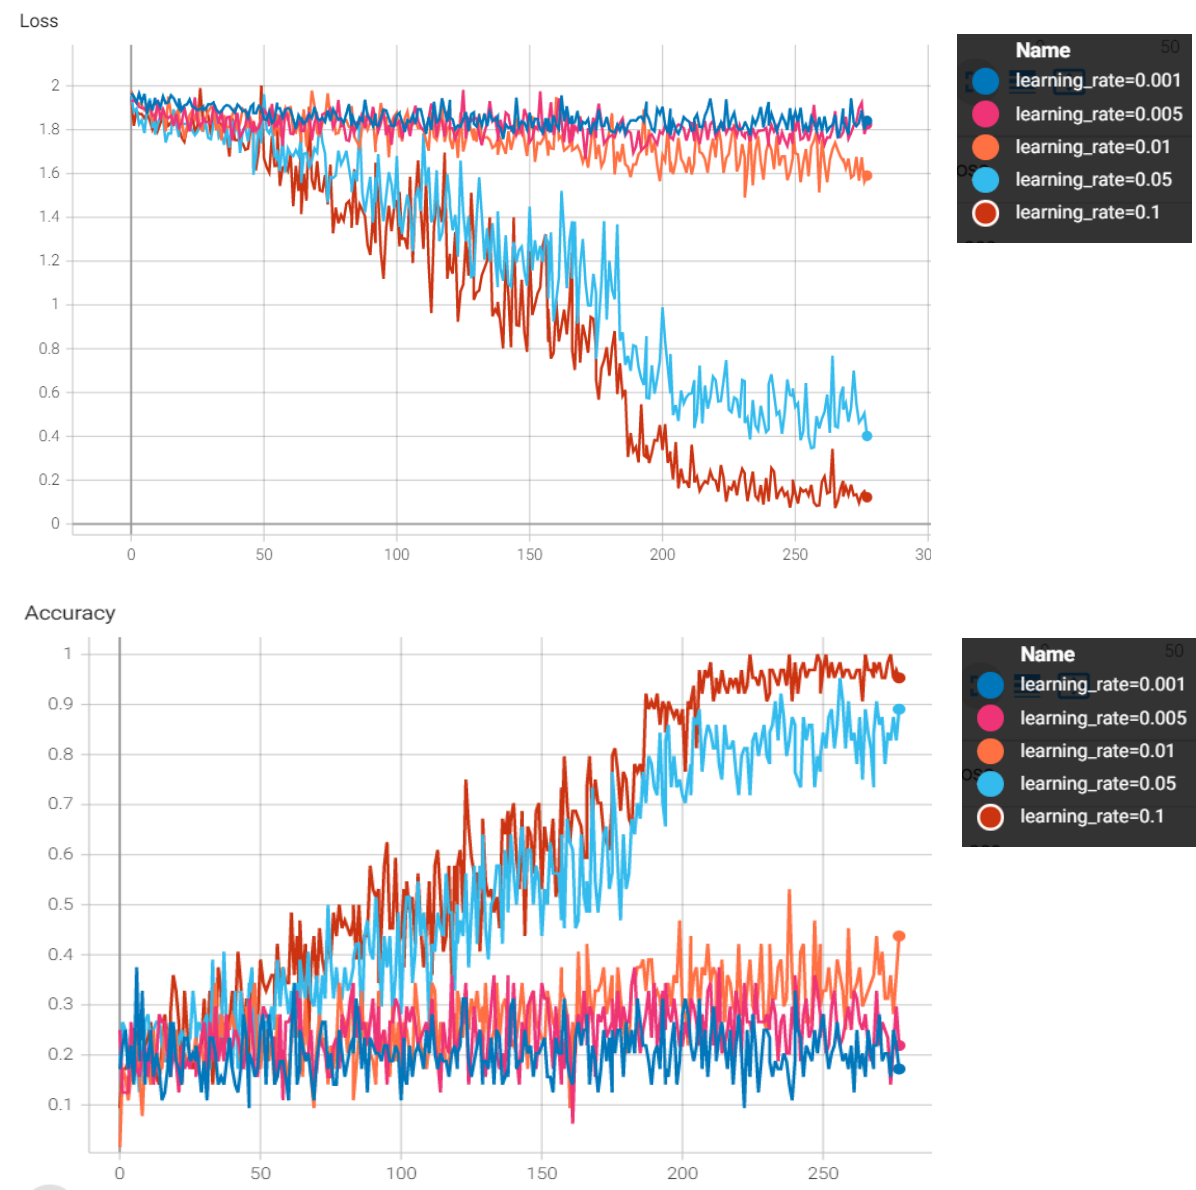 Loss
2
1.8
1.6
1.4
1.2
1
0.8
0.6
0.4
0.2
0
0 50 100 150 200 250 30
Name 50
learning_rate=0.001
learning_rate=0.005
learning_rate=0.01
learning_rate=0.05
learning_rate=0.1
Accuracy
1
0.9
0.8
0.7
0.6
0.5
0.4
0.3
0.2
0.1
0 50 100 150 200 250
Name 50
learning_rate=0.001
learning_rate=0.005
learning_rate=0.01
learning_rate=0.05
learning_rate=0.1